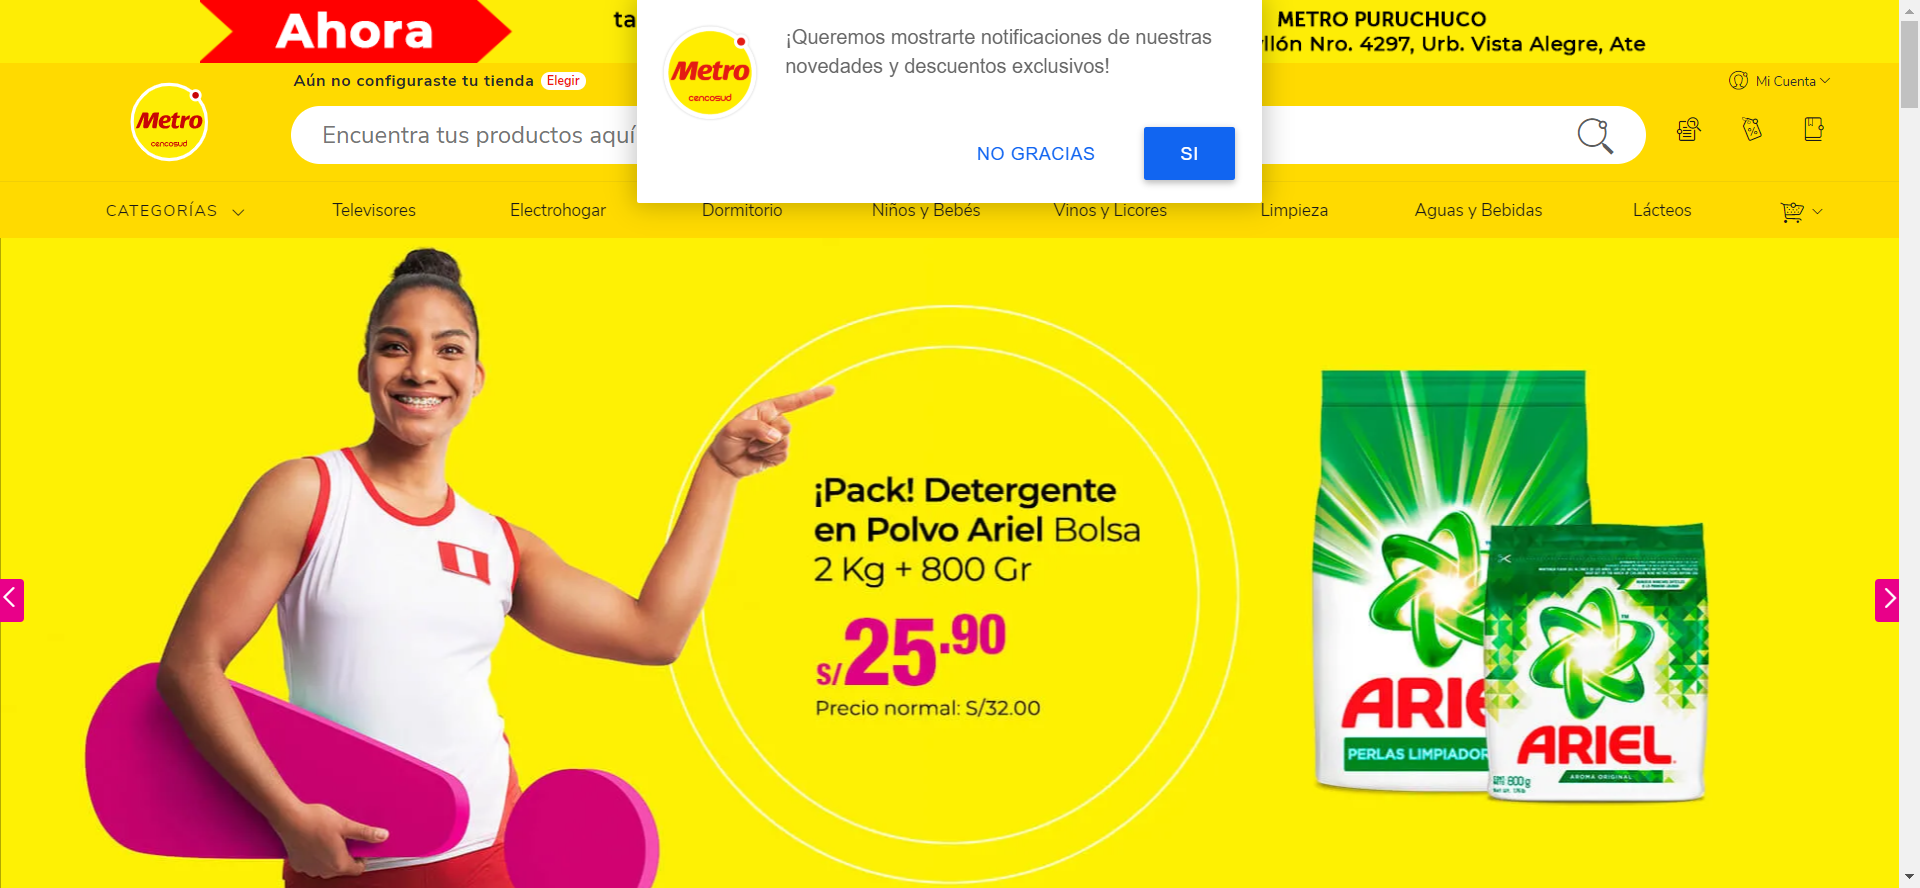 Ahora
ta
METRO PURUCHUCO
llón Nro. 4297, Urb. Vista Alegre, Ate
Metro
cencosud
¡Queremos mostrarte notificaciones de nuestras
novedades y descuentos exclusivos!
NO GRACIAS
SI
Aún no configuraste tu tienda
Elegir
Mi Cuenta
Metro
cencosud
Encuentra tus productos aquí
CATEGORÍAS
Televisores
Electrohogar
Dormitorio
Niños y Bebés
Vinos y Licores
Limpieza
Aguas y Bebidas
Lácteos
¡Pack! Detergente
en Polvo Ariel Bolsa
2 Kg + 800 Gr
S/25.90
Precio normal: S/32.00
ARIE
PERLAS LIMPIADOR
ARIEL
AROMA ORIGINAL
800g